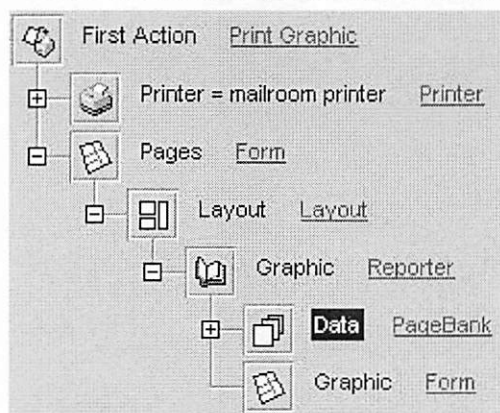 First Action Print Graphic
Printer = mailroom printer Printer
Pages Form
Layout Layout
Graphic Reporter
Data PageBank
Graphic Form